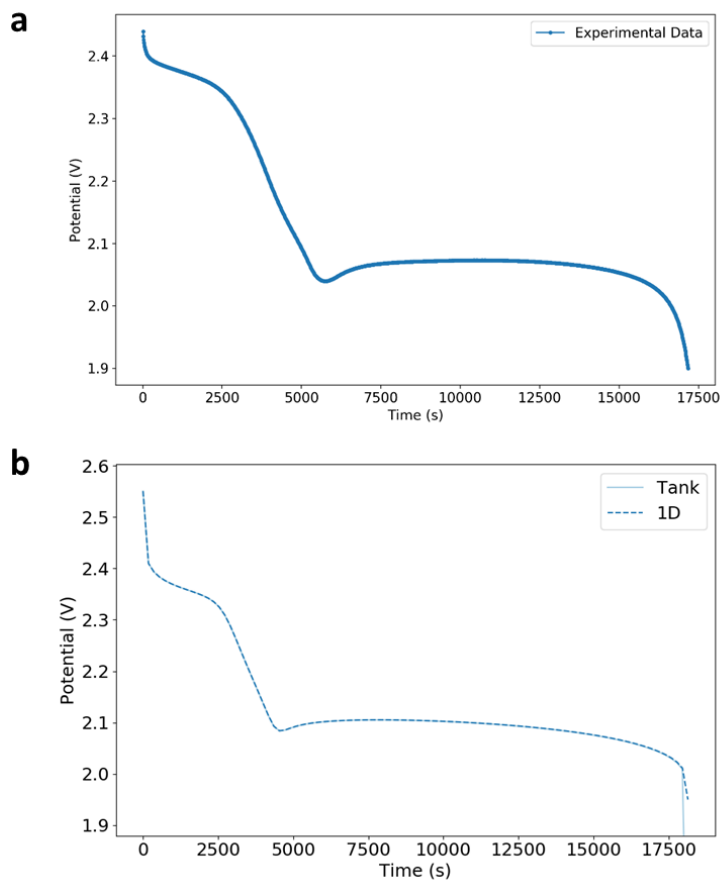 a
Experimental Data
2.4
2.3
2.2
2.1
2.0
1.9
Potential (V)
0 2500 5000 7500 10000 12500 15000 17500
Time (s)
b
Tank
1D
2.6
2.5
2.4
2.3
2.2
2.1
2.0
1.9
Potential (V)
0 2500 5000 7500 10000 12500 15000 17500
Time (s)